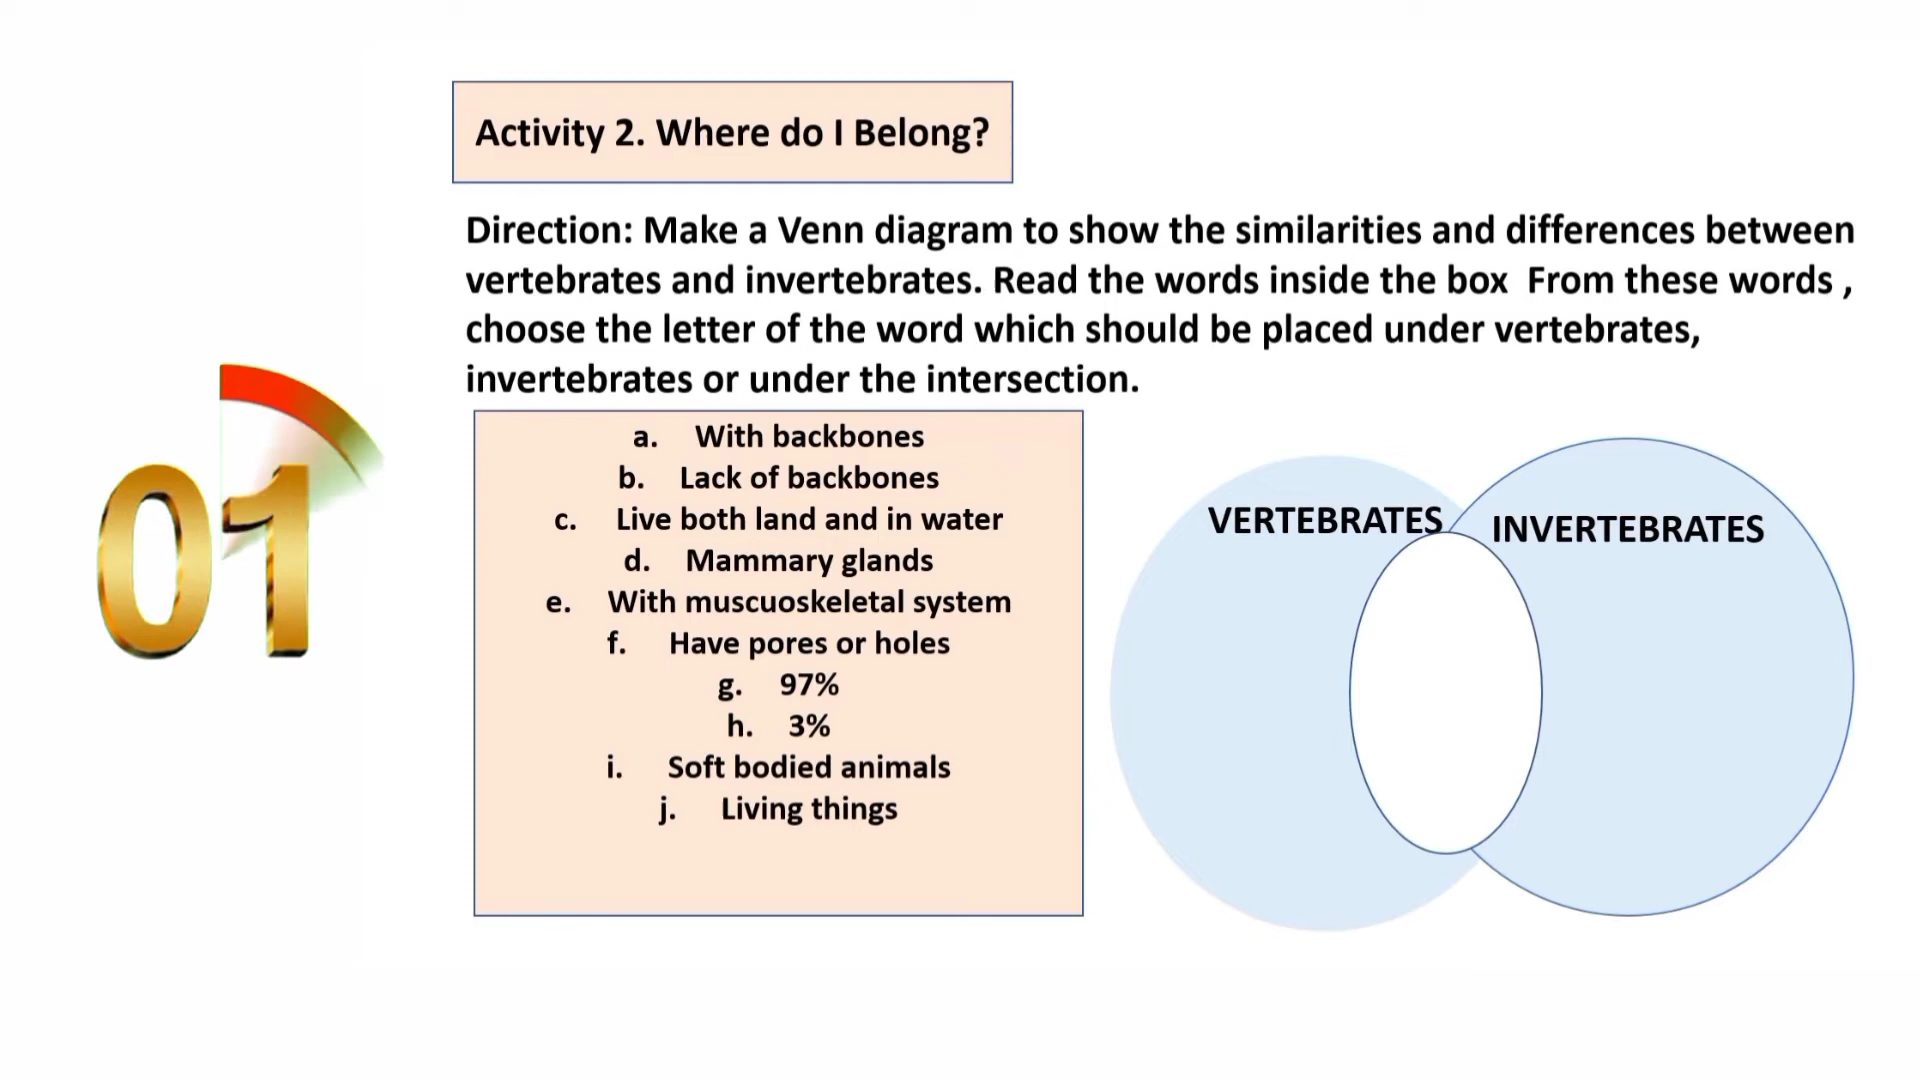 Activity 2. Where do I Belong?
Direction: Make a Venn diagram to show the similarities and differences between
vertebrates and invertebrates. Read the words inside the box From these words ,
choose the letter of the word which should be placed under vertebrates,
invertebrates or under the intersection.
01
a. With backbones
b. Lack of backbones
c. Live both land and in water
d. Mammary glands
e. With muscuoskeletal system
f. Have pores or holes
g. 97%
h. 3%
i. Soft bodied animals
j. Living things
VERTEBRATES
INVERTEBRATES